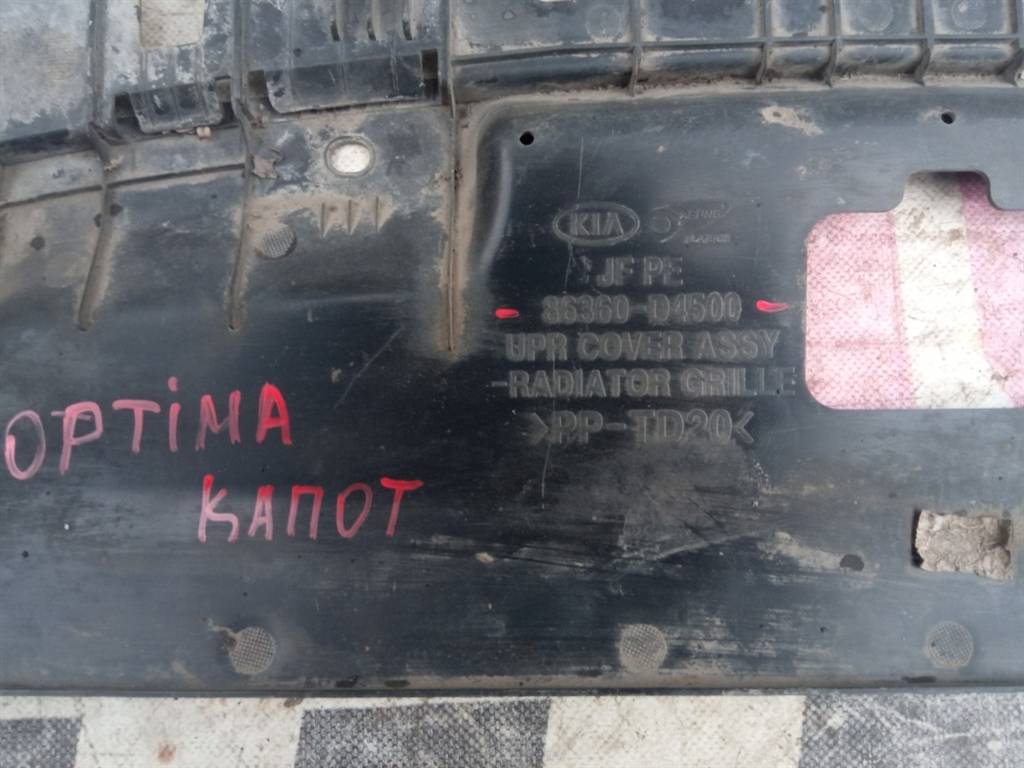 KIA
JF PE
86360-D4500
UPR COVER ASSY
-RADIATOR GRILLE
>PP-TD20<
OPTiMA
КАПОТ